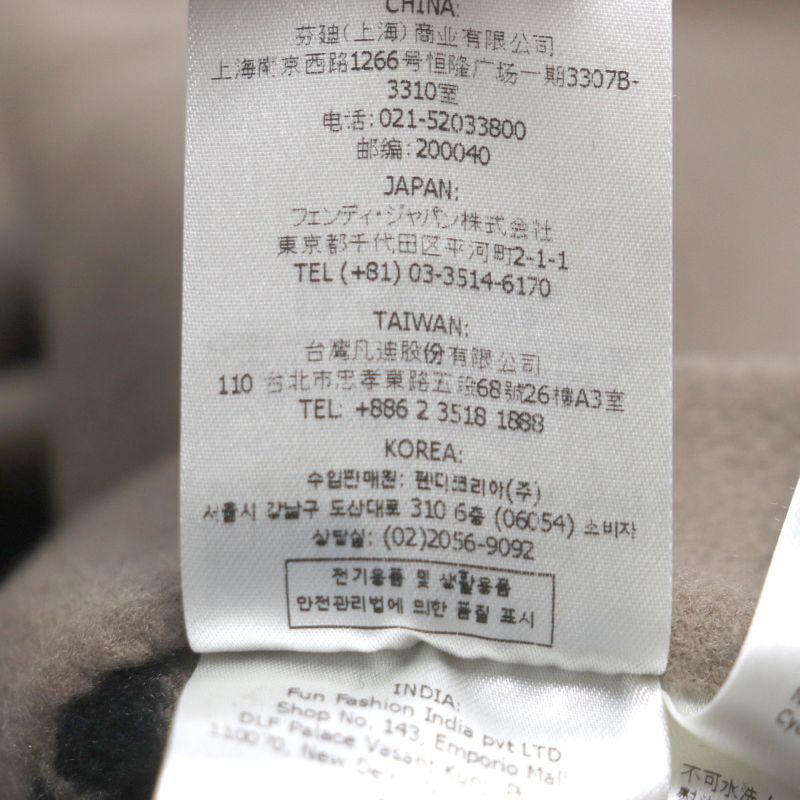 CHINA:
芬迪(上海)商业有限公司
上海南京西路1266号恒隆广场一期3307B-
3310室
电话:021-52033800
邮编:200040
JAPAN:
フェンディ・ジャパン株式会社
東京都千代田区平河町2-1-1
TEL (+81) 03-3514-6170
TAIWAN:
台灣凡迪股份有限公司
110 台北市忠孝東路五段68號26樓A3室
TEL: +886 2 3518 1888
KOREA:
수입판매원: 펜디코리아(주)
서울시 강남구 도산대로 310 6층 (06054) 소비자
상담실: (02)2056-9092
전기용품 및 생활용품
안전관리법에 의한 품질 표시
INDIA:
Fun Fashion India pvt LTD
Shop No. 143, Emporio Mall
DLF Palace Vasant
110070, New
不可水洗